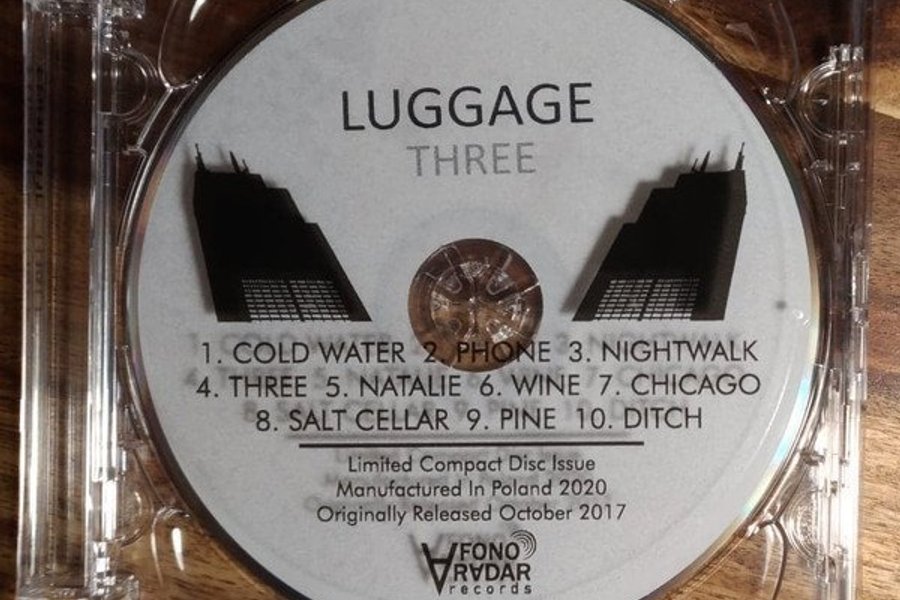 LUGGAGE
THREE
1. COLD WATER 2. PHONE 3. NIGHTWALK
4. THREE 5. NATALIE 6. WINE 7. CHICAGO
8. SALT CELLAR 9. PINE 10. DITCH
Limited Compact Disc Issue
Manufactured In Poland 2020
Originally Released October 2017
FONO
RADAR
records